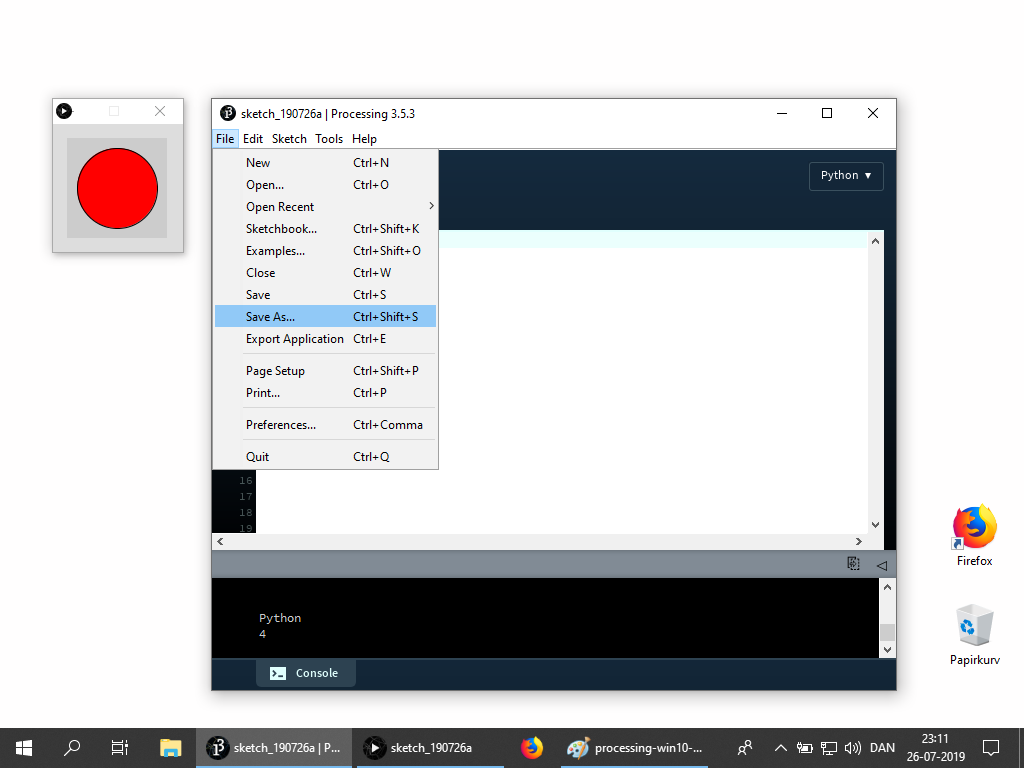 sketch_190726a | Processing 3.5.3
File Edit Sketch Tools Help
New Ctrl+N
Open... Ctrl+O
Open Recent
Sketchbook... Ctrl+Shift+K
Examples... Ctrl+Shift+O
Close Ctrl+W
Save Ctrl+S
Save As... Ctrl+Shift+S
Export Application Ctrl+E
Page Setup Ctrl+Shift+P
Print... Ctrl+P
Preferences... Ctrl+Comma
Quit Ctrl+Q
Python ▼
16
17
18
19
Python
4
Console
Firefox
Papirkurv
sketch_190726a | P...
sketch_190726a
processing-win10-...
DAN
23:11
26-07-2019